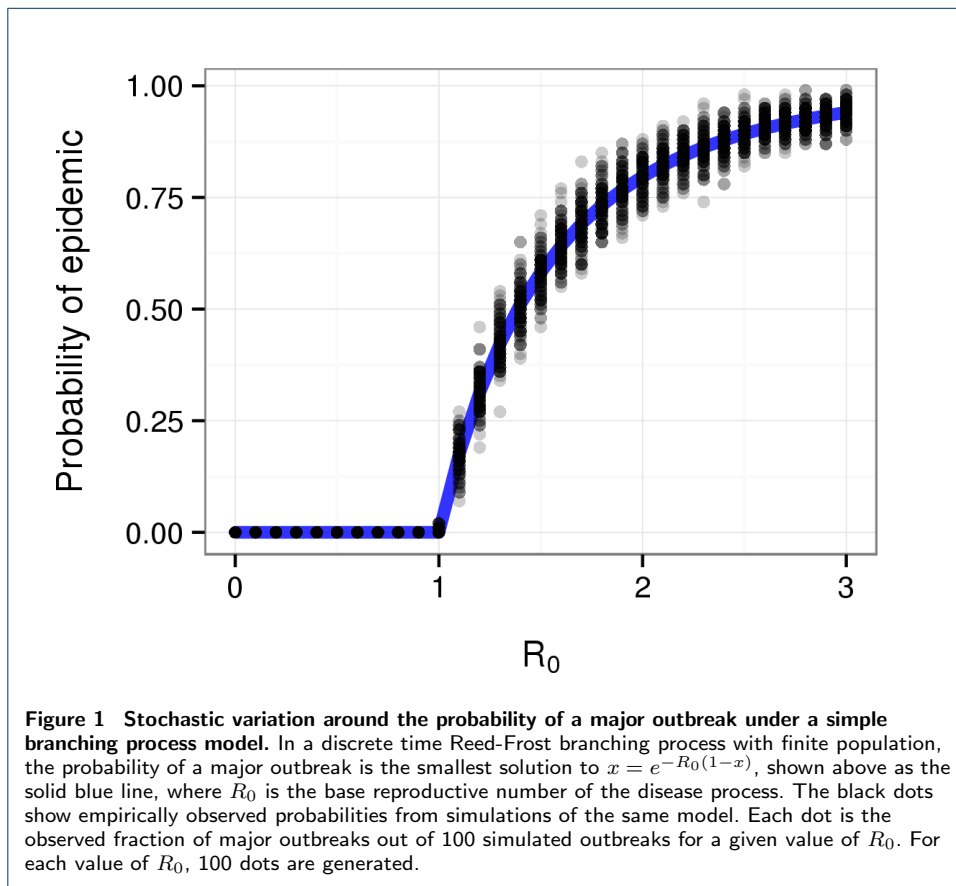 1.00
0.75
0.50
0.25
0.00
Probability of epidemic
0 1 2 3
R₀
Figure 1 Stochastic variation around the probability of a major outbreak under a simple
branching process model. In a discrete time Reed-Frost branching process with finite population,
the probability of a major outbreak is the smallest solution to x = e^{-R₀(1-x)}, shown above as the
solid blue line, where R₀ is the base reproductive number of the disease process. The black dots
show empirically observed probabilities from simulations of the same model. Each dot is the
observed fraction of major outbreaks out of 100 simulated outbreaks for a given value of R₀. For
each value of R₀, 100 dots are generated.